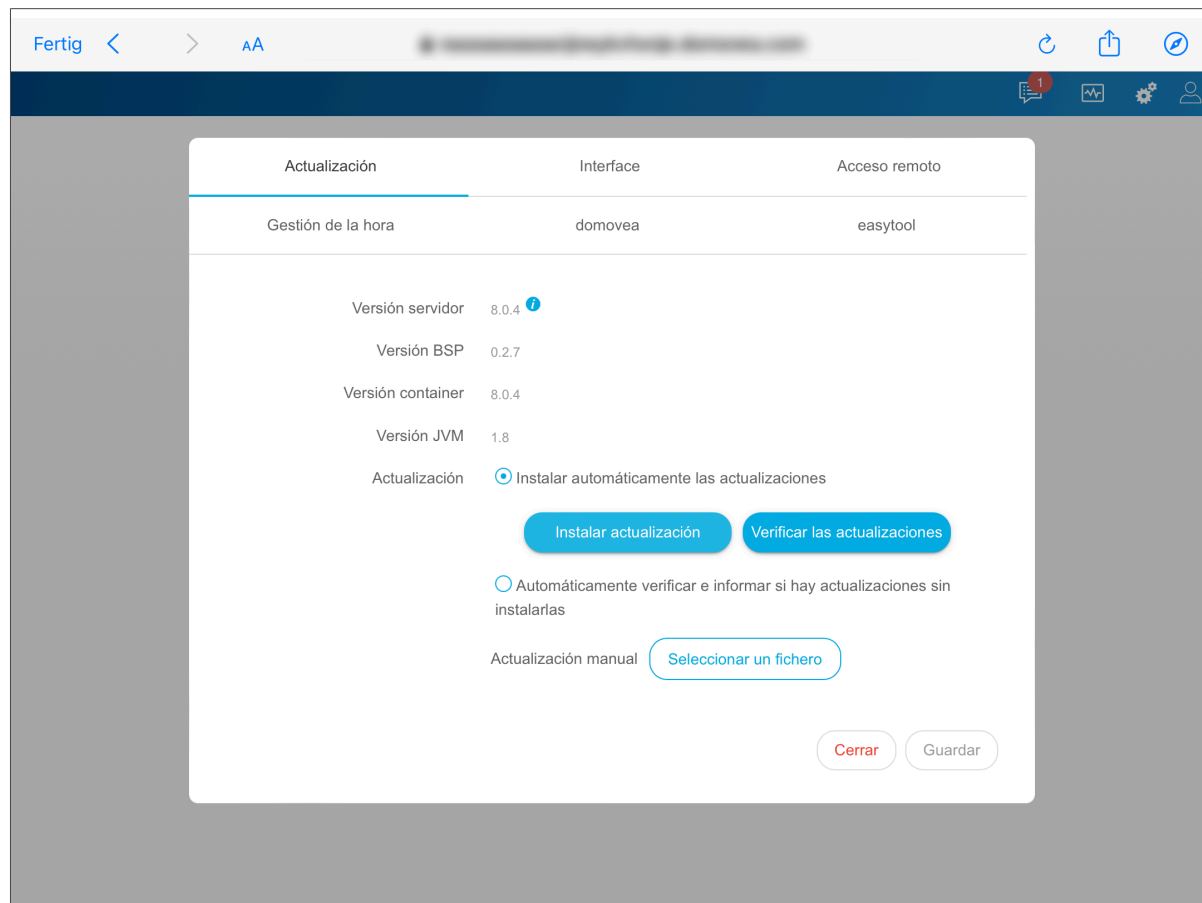 Fertig
AA
1
Actualización
Interface
Acceso remoto
Gestión de la hora
domovea
easytool
Versión servidor 8.0.4 i
Versión BSP 0.2.7
Versión container 8.0.4
Versión JVM 1.8
Actualización Instalar automáticamente las actualizaciones
Instalar actualización Verificar las actualizaciones
Automáticamente verificar e informar si hay actualizaciones sin
instalarlas
Actualización manual Seleccionar un fichero
Cerrar Guardar